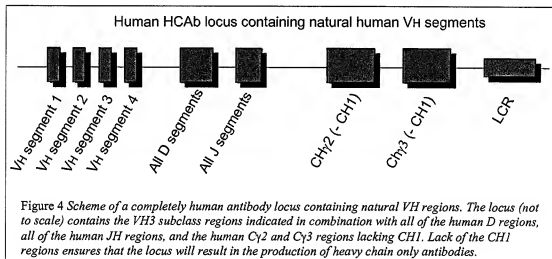 Human HCAb locus containing natural human VH segments
VH segment 1
VH segment 2
VH segment 3
VH segment 4
All D segments
All J segments
CHγ2 (- CH1)
CHγ3 (- CH1)
LCR
Figure 4 Scheme of a completely human antibody locus containing natural VH regions. The locus (not
to scale) contains the VH3 subclass regions indicated in combination with all of the human D regions,
all of the human JH regions, and the human Cγ2 and Cγ3 regions lacking CH1. Lack of the CH1
regions ensures that the locus will result in the production of heavy chain only antibodies.